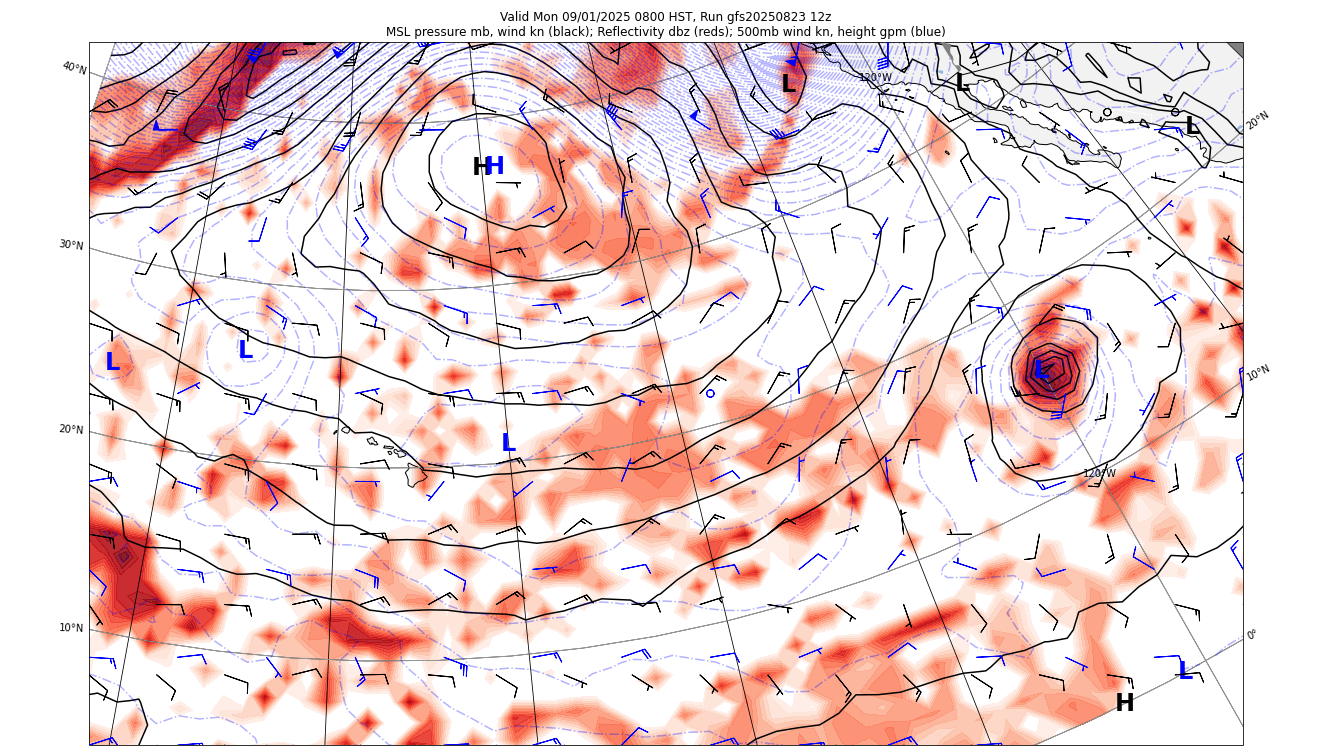 Valid Mon 09/01/2025 0800 HST, Run gfs20250823 12z
MSL pressure mb, wind kn (black); Reflectivity dbz (reds); 500mb wind kn, height gpm (blue)
40°N
120°W
L
L
L
20°N
H
H
30°N
L
L
L
10°N
20°N
L
120°W
10°N
0°
L
H